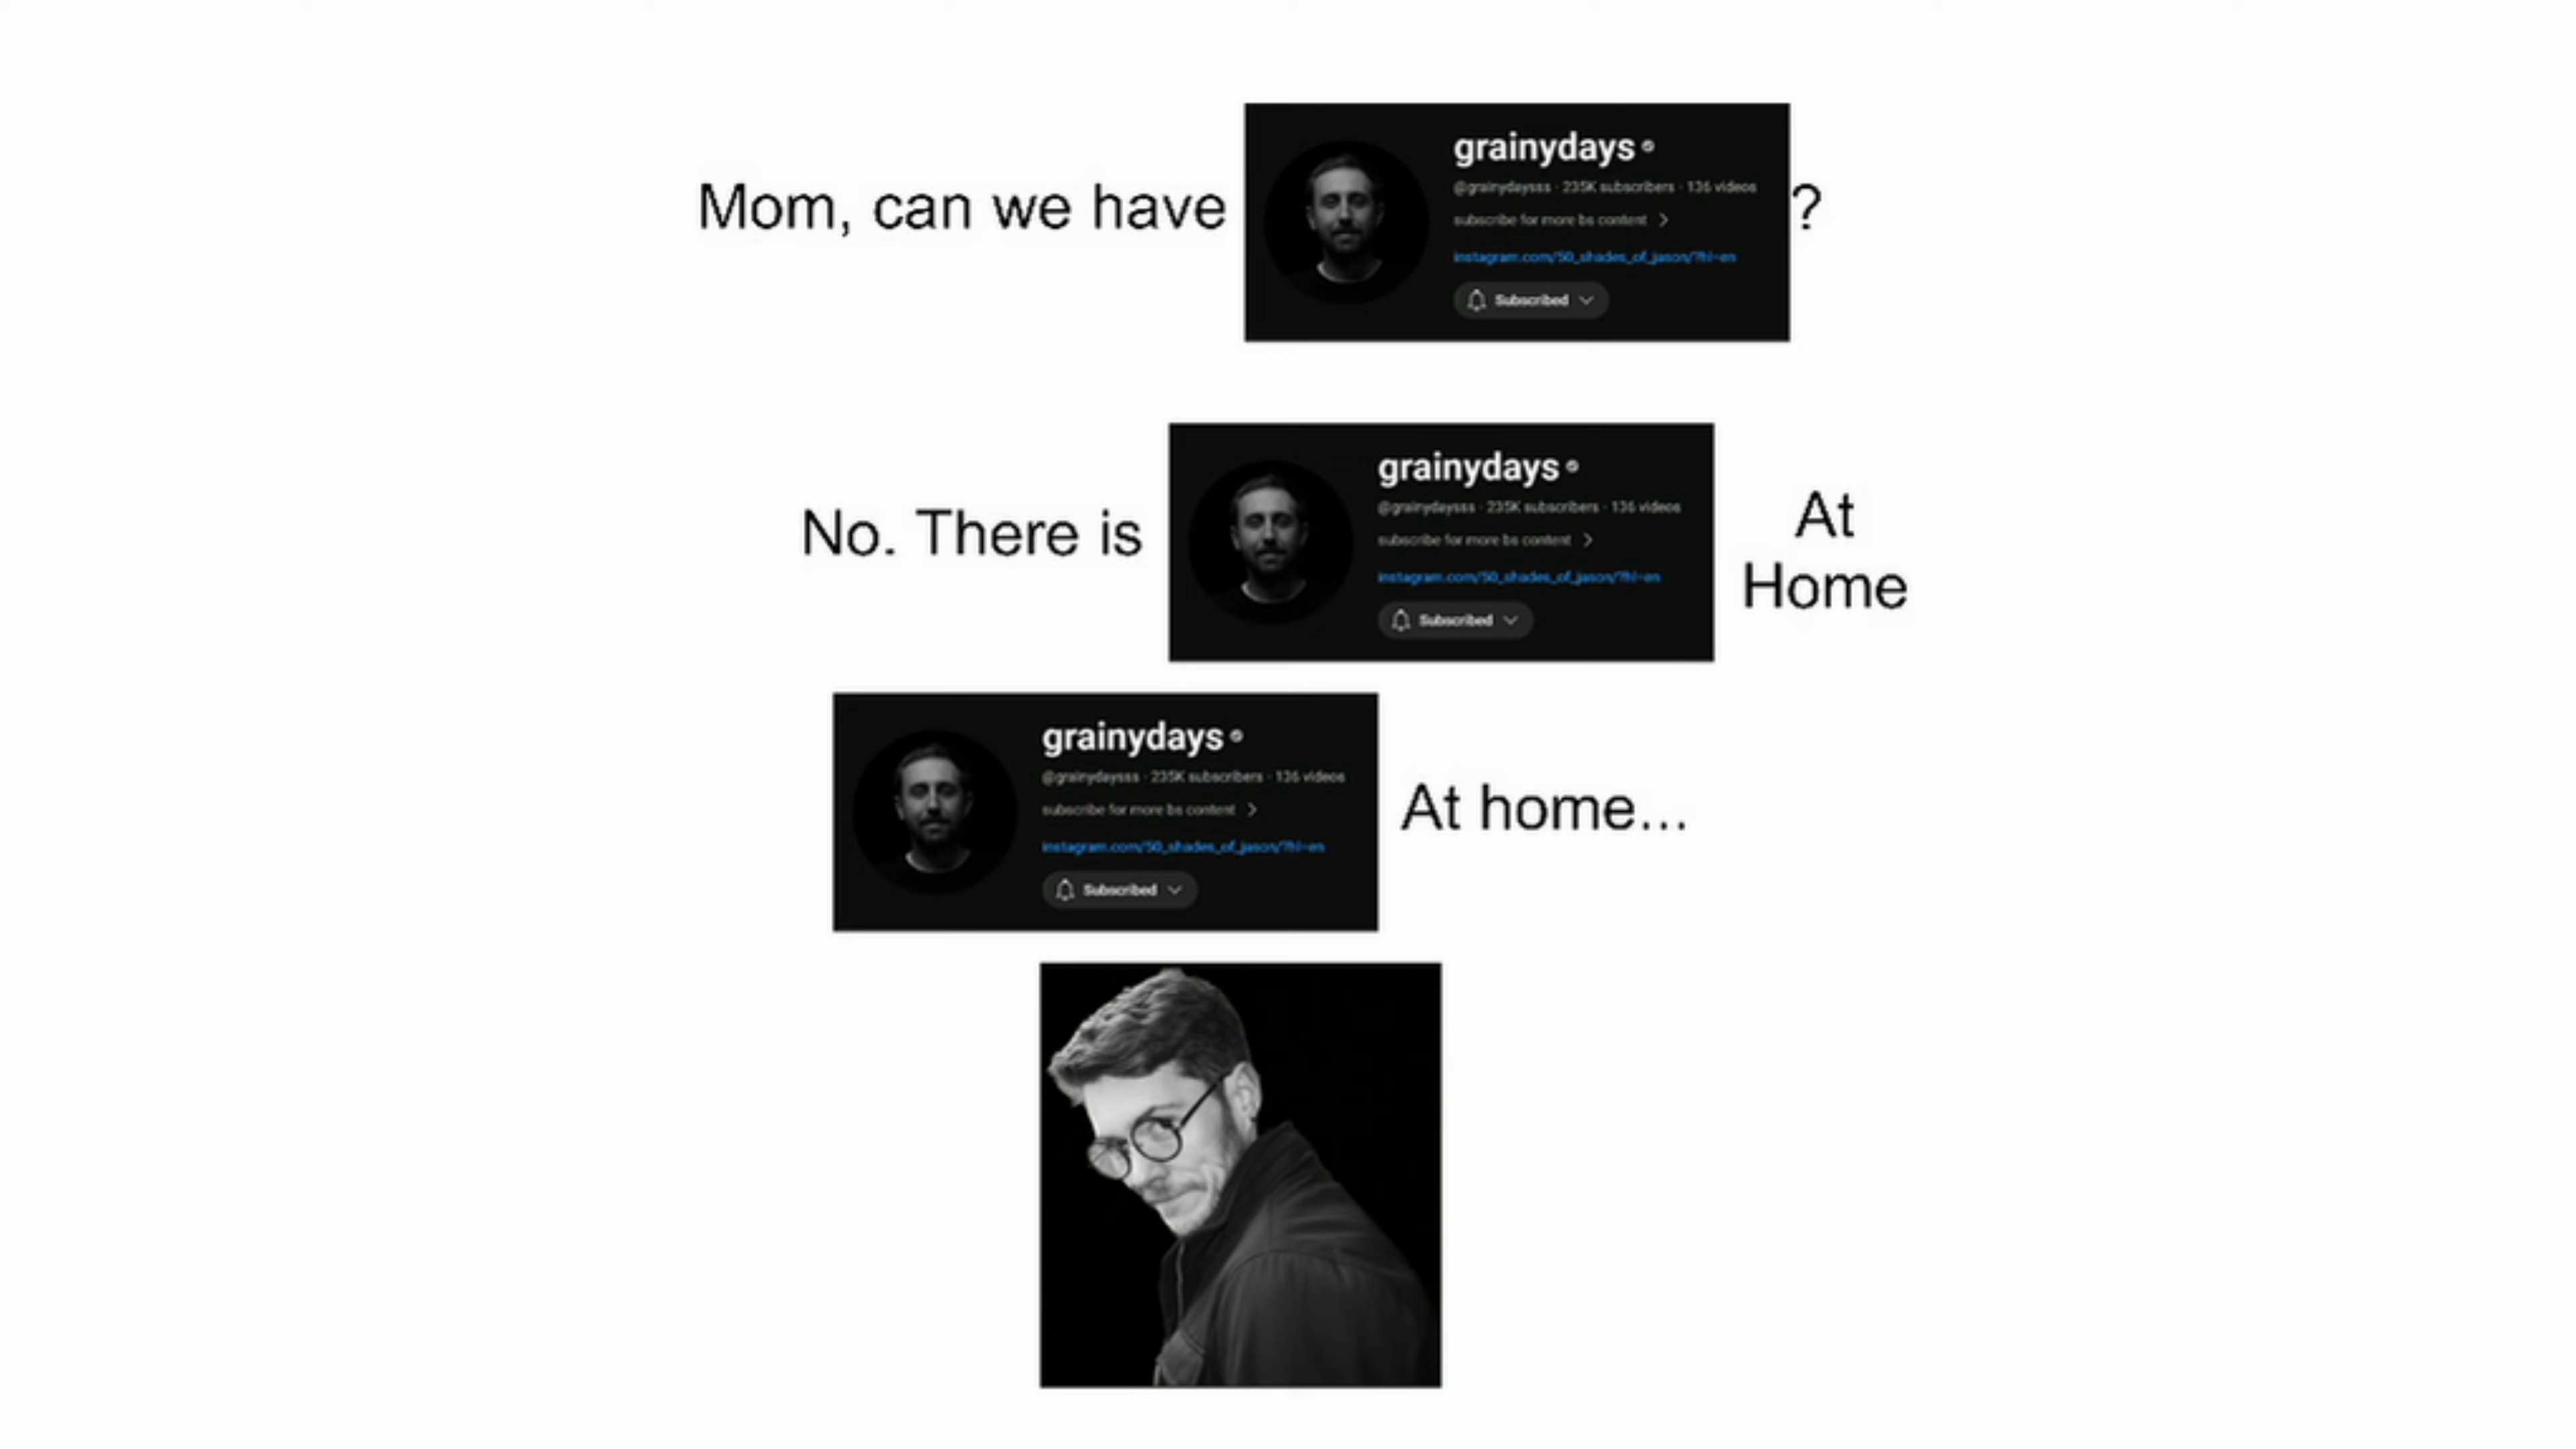 Mom, can we have
grainydays
@grainydaysss · 235K subscribers · 136 videos
subscribe for more bs content >
instagram.com/50_shades_of_jason/?hl=en
Subscribed
?
No. There is
grainydays
@grainydaysss · 235K subscribers · 136 videos
subscribe for more bs content >
instagram.com/50_shades_of_jason/?hl=en
Subscribed
At
Home
grainydays
@grainydaysss · 235K subscribers · 136 videos
subscribe for more bs content >
instagram.com/50_shades_of_jason/?hl=en
Subscribed
At home...